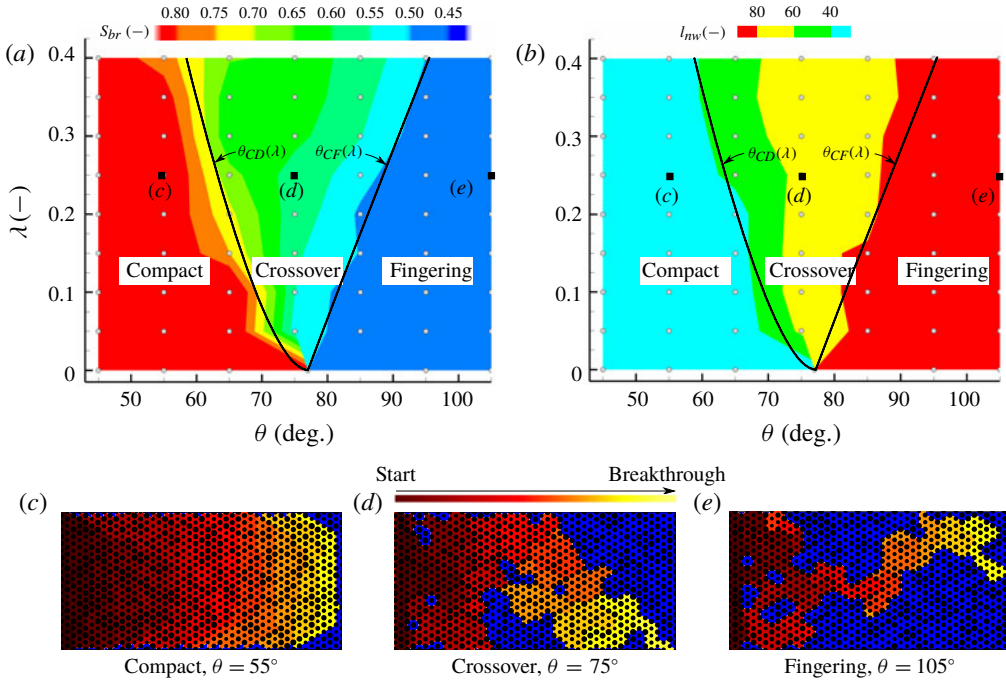 S_br (−) 0.80 0.70 0.65 0.60 0.55 0.50 0.45
(a)
0.4
0.3
0.2
0.1
0
λ(−)
θ_CD(λ)
θ_CF(λ)
(c)
(d)
(e)
Compact
Crossover
Fingering
50 60 70 80 90 100
θ (deg.)
l_nw(−) 80 60 40
(b)
0.4
0.3
0.2
0.1
0
θ_CD(λ)
θ_CF(λ)
(c)
(d)
(e)
Compact
Crossover
Fingering
50 60 70 80 90 100
θ (deg.)
Start
Breakthrough
(c)
(d)
(e)
Compact, θ = 55°
Crossover, θ = 75°
Fingering, θ = 105°